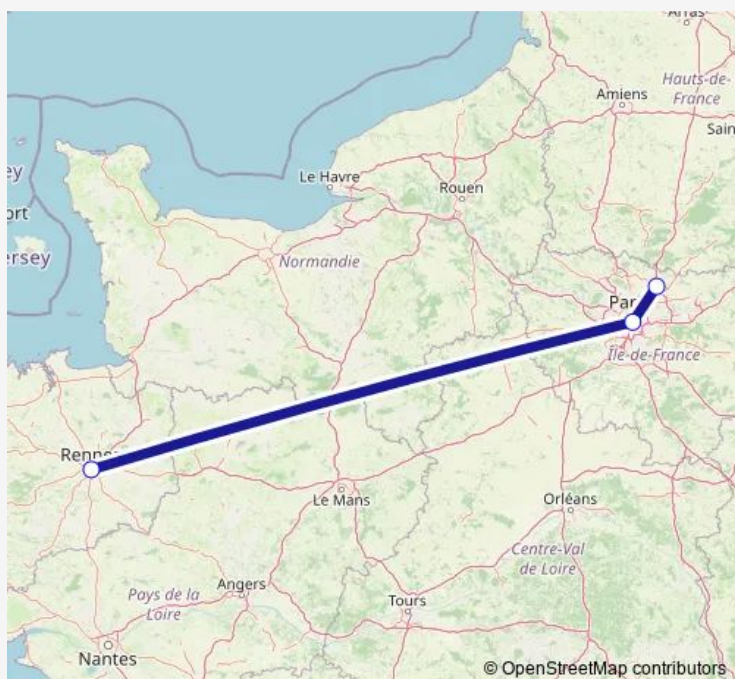 Arras
Hauts-de-
France
Amiens
Sain
Le Havre
Rouen
ey
ort
ersey
Normandie
Par
Île-de-France
Renne
Le Mans
Orléans
Centre-Val
de Loire
Angers
Pays de la
Loire
Tours
Nantes
© OpenStreetMap contributors